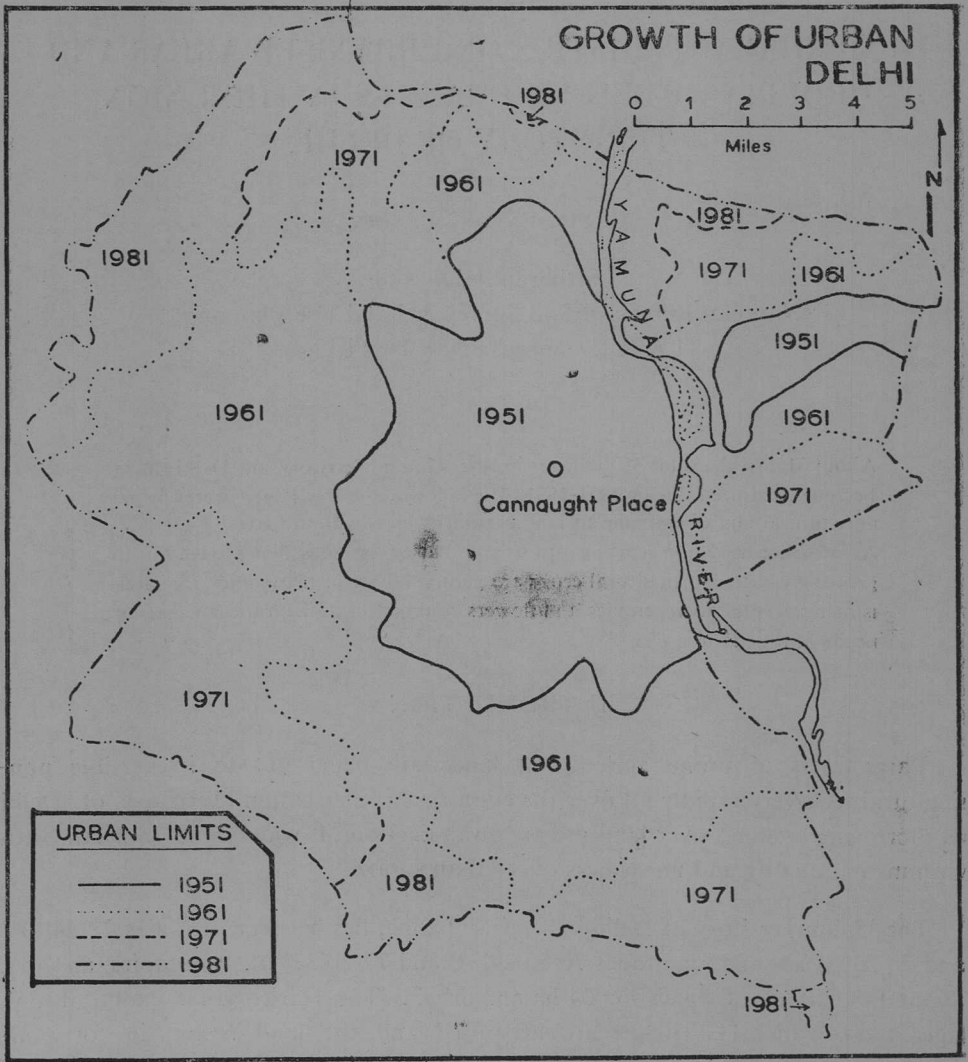 GROWTH OF URBAN
DELHI
0 1 2 3 4 5
Miles
N
1981
1971
1961
1981
1981
1971
1961
YAMUNA
1951
1961
1951
1961
Cannaught Place
1971
RIVER
1971
1961
1981
1971
1981
URBAN LIMITS
1951
1961
1971
1981